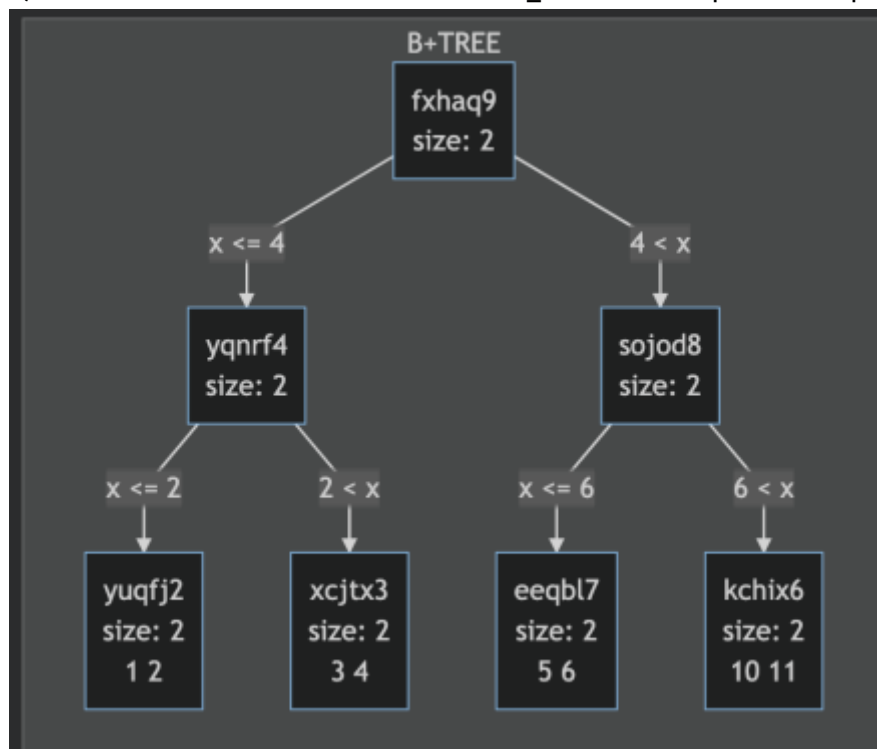 B+TREE
fxhaq9
size: 2
x <= 4
4 < x
yqnrf4
size: 2
sojod8
size: 2
x <= 2
2 < x
x <= 6
6 < x
yuqfj2
size: 2
1 2
xcjtx3
size: 2
3 4
eeqbl7
size: 2
5 6
kchix6
size: 2
10 11